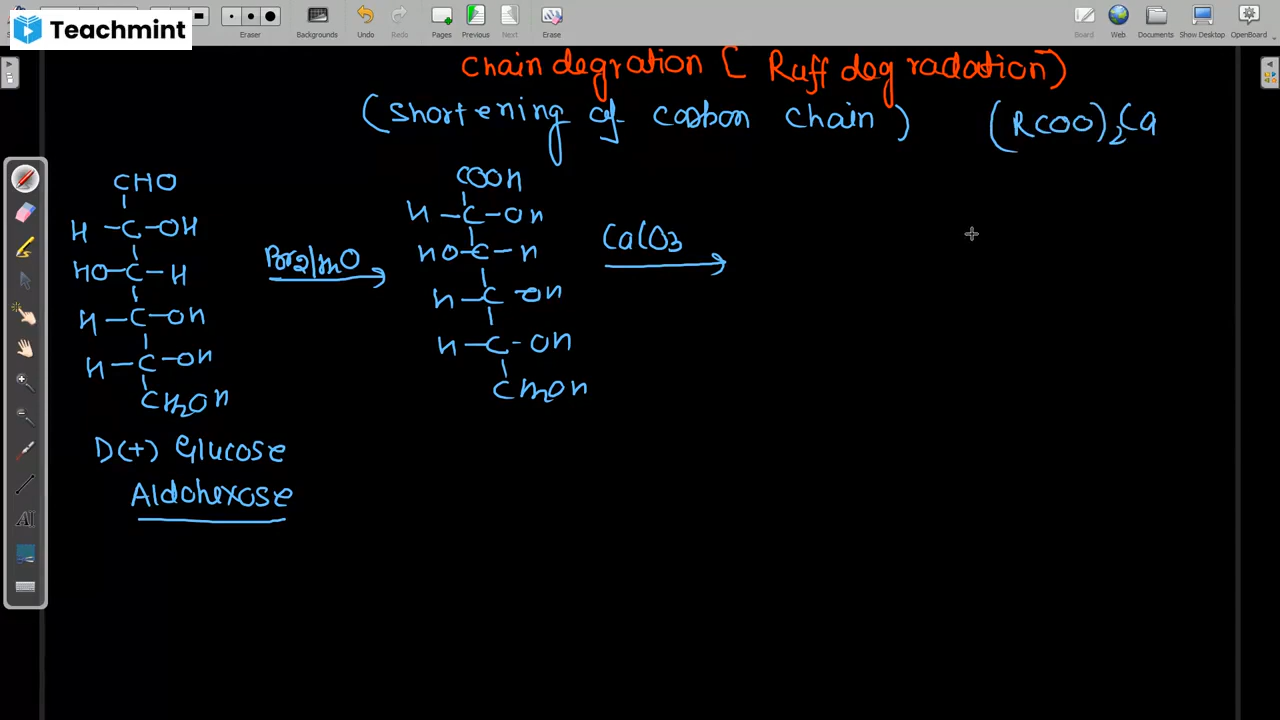 Teachmint
Eraser
Backgrounds
Undo
Redo
Pages
Previous
Next
Erase
Board
Web
Documents
Show Desktop
OpenBoard
Chain degration [ Ruff degradation)
(Shortening of carbon chain) (RCOO)2Ca
CHO
H-C-OH
HO-C-H
H-C-OH
H-C-OH
CH2OH
Br2/H2O
COOH
H-C-OH
HO-C-H
H-C-OH
H-C-OH
CH2OH
CaCO3
D(+) Glucose
Aldohexose
AI